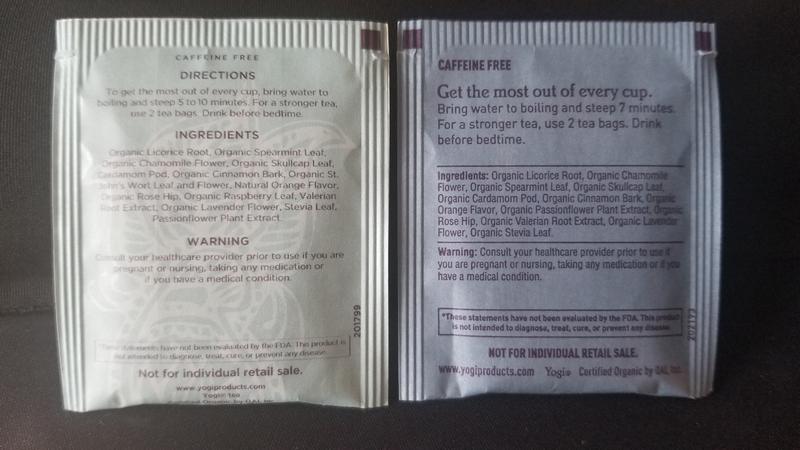 CAFFEINE FREE
DIRECTIONS
To get the most out of every cup, bring water to
boiling and steep 5 to 10 minutes. For a stronger tea,
use 2 tea bags. Drink before bedtime.
INGREDIENTS
Organic Licorice Root, Organic Spearmint Leaf,
Organic Chamomile Flower, Organic Skullcap Leaf,
Cardamom Pod, Organic Cinnamon Bark, Organic St.
John's Wort Leaf and Flower, Natural Orange Flavor,
Organic Rose Hip, Organic Raspberry Leaf, Valerian
Root Extract, Organic Lavender Flower, Stevia Leaf,
Passionflower Plant Extract
WARNING
Consult your healthcare provider prior to use if you are
pregnant or nursing, taking any medication or
if you have a medical condition.
201799
*These statements have not been evaluated by the FDA. This product is
not intended to diagnose, treat, cure, or prevent any disease.
Not for individual retail sale.
www.yogiproducts.com
Yogi® tea
Certified Organic by QAI, Inc.
CAFFEINE FREE
Get the most out of every cup.
Bring water to boiling and steep 7 minutes.
For a stronger tea, use 2 tea bags. Drink
before bedtime.
Ingredients: Organic Licorice Root, Organic Chamomile
Flower, Organic Spearmint Leaf, Organic Skullcap Leaf,
Organic Cardamom Pod, Organic Cinnamon Bark, Organic
Orange Flavor, Organic Passionflower Plant Extract, Organic
Rose Hip, Organic Valerian Root Extract, Organic Lavender
Flower, Organic Stevia Leaf.
Warning: Consult your healthcare provider prior to use if
you are pregnant or nursing, taking any medication or if you
have a medical condition.
*These statements have not been evaluated by the FDA. This product
is not intended to diagnose, treat, cure, or prevent any disease.
NOT FOR INDIVIDUAL RETAIL SALE.
www.yogiproducts.com Yogi® Certified Organic by QAI, Inc.